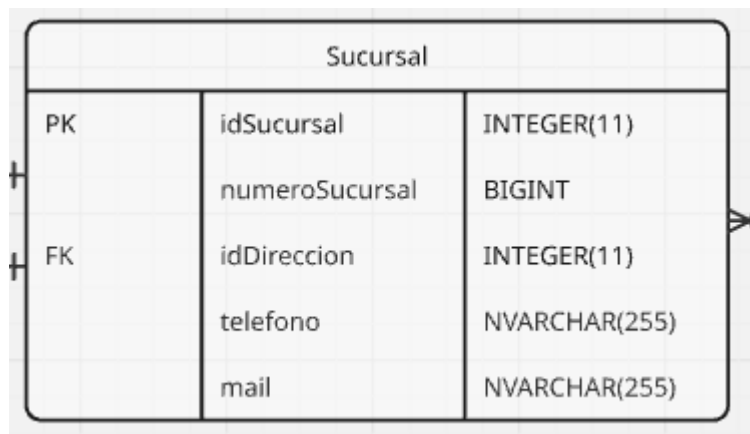 Sucursal
PK idSucursal INTEGER(11)
numeroSucursal BIGINT
FK idDireccion INTEGER(11)
telefono NVARCHAR(255)
mail NVARCHAR(255)